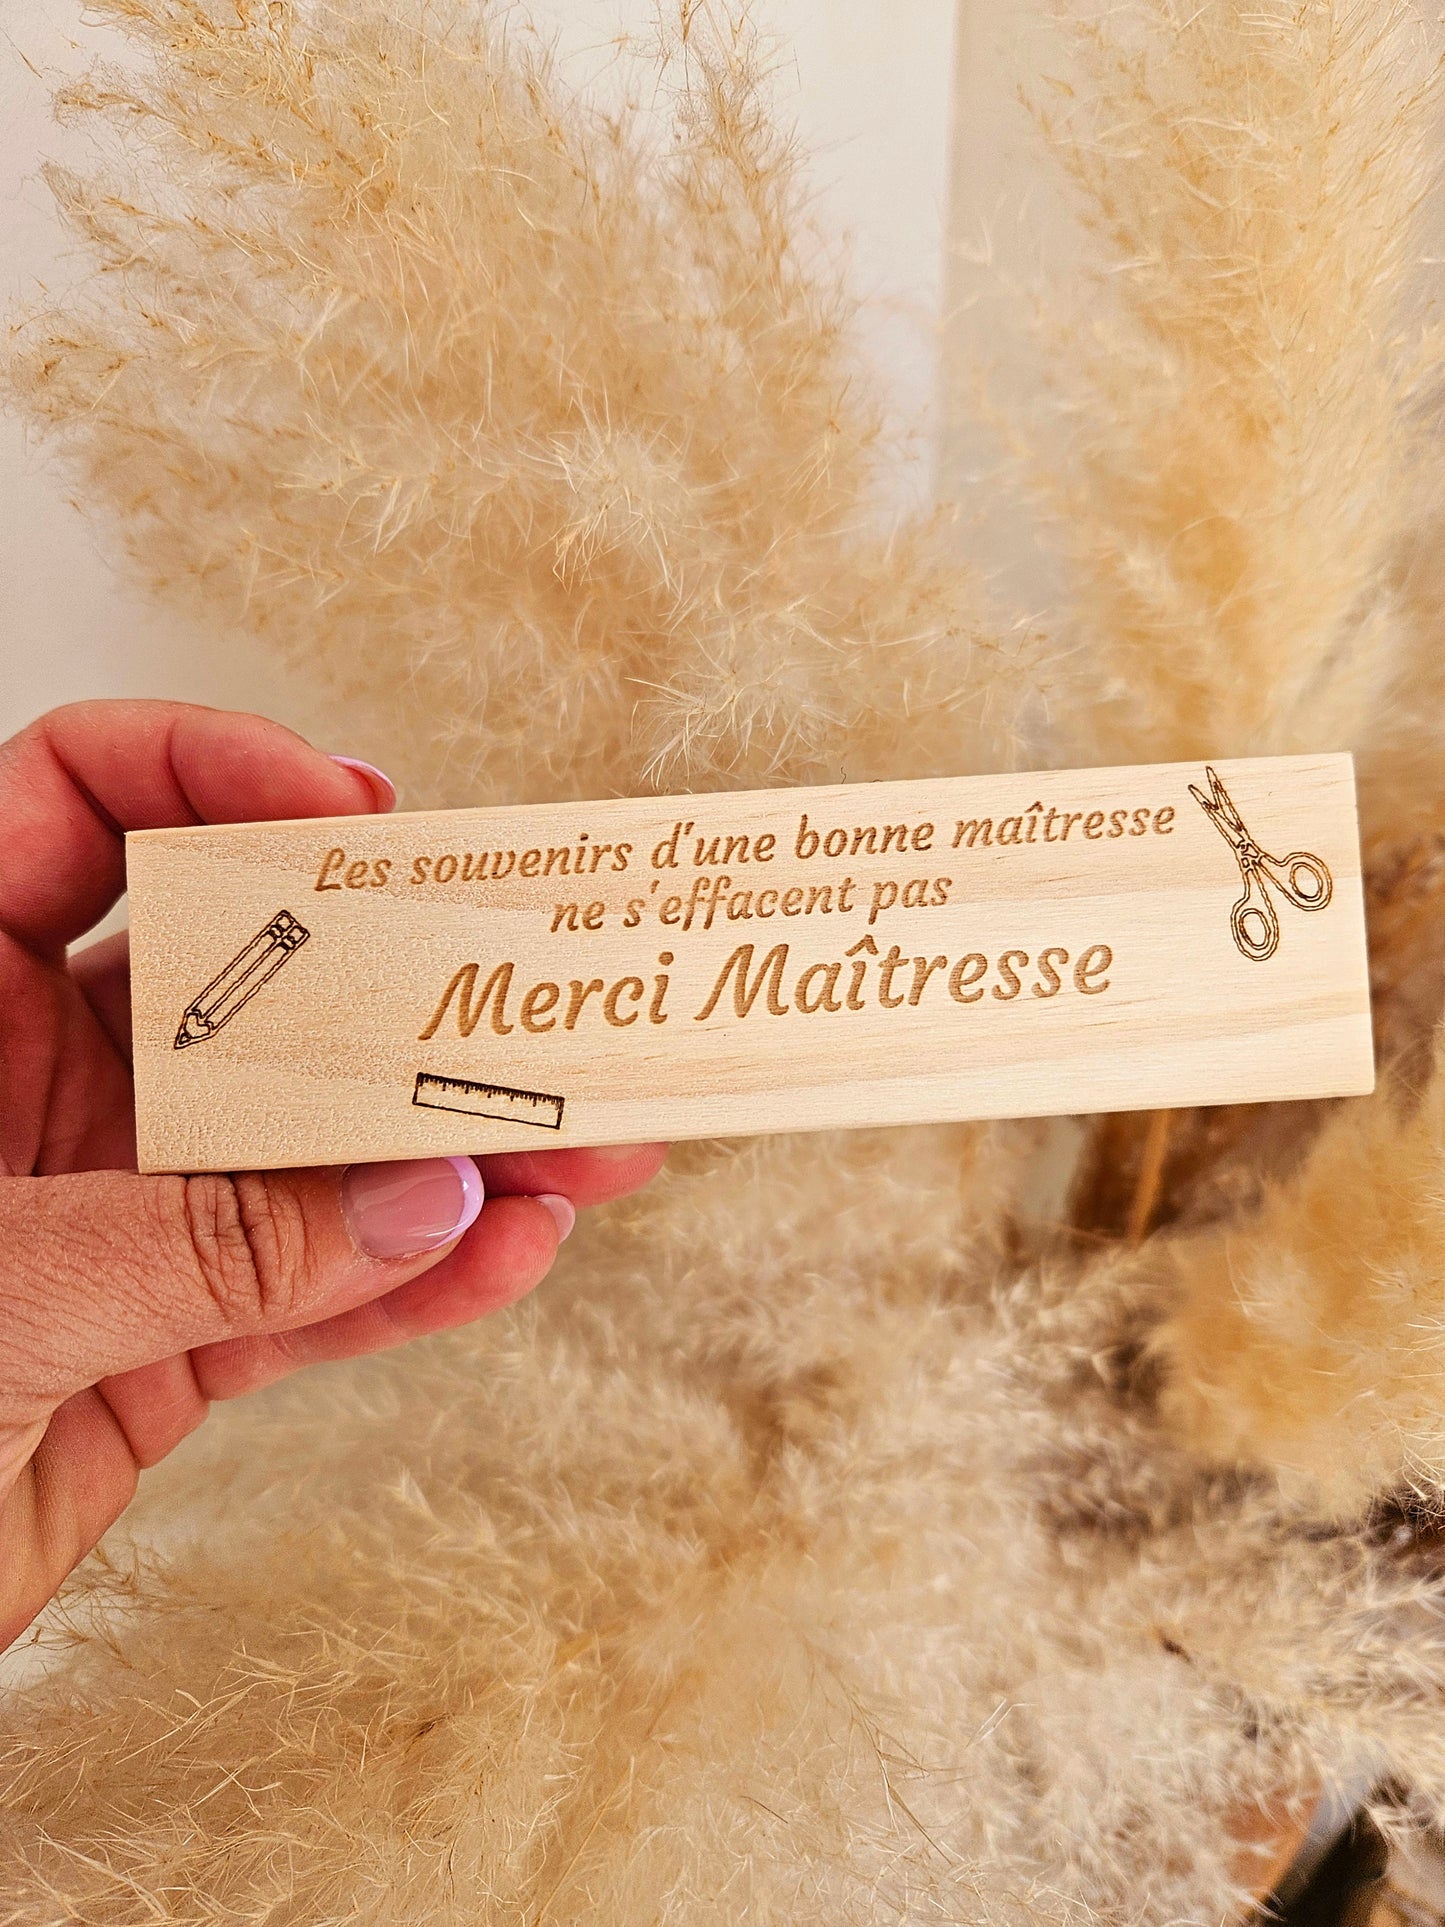 Les souvenirs d'une bonne maîtresse
ne s'effacent pas
Merci Maîtresse